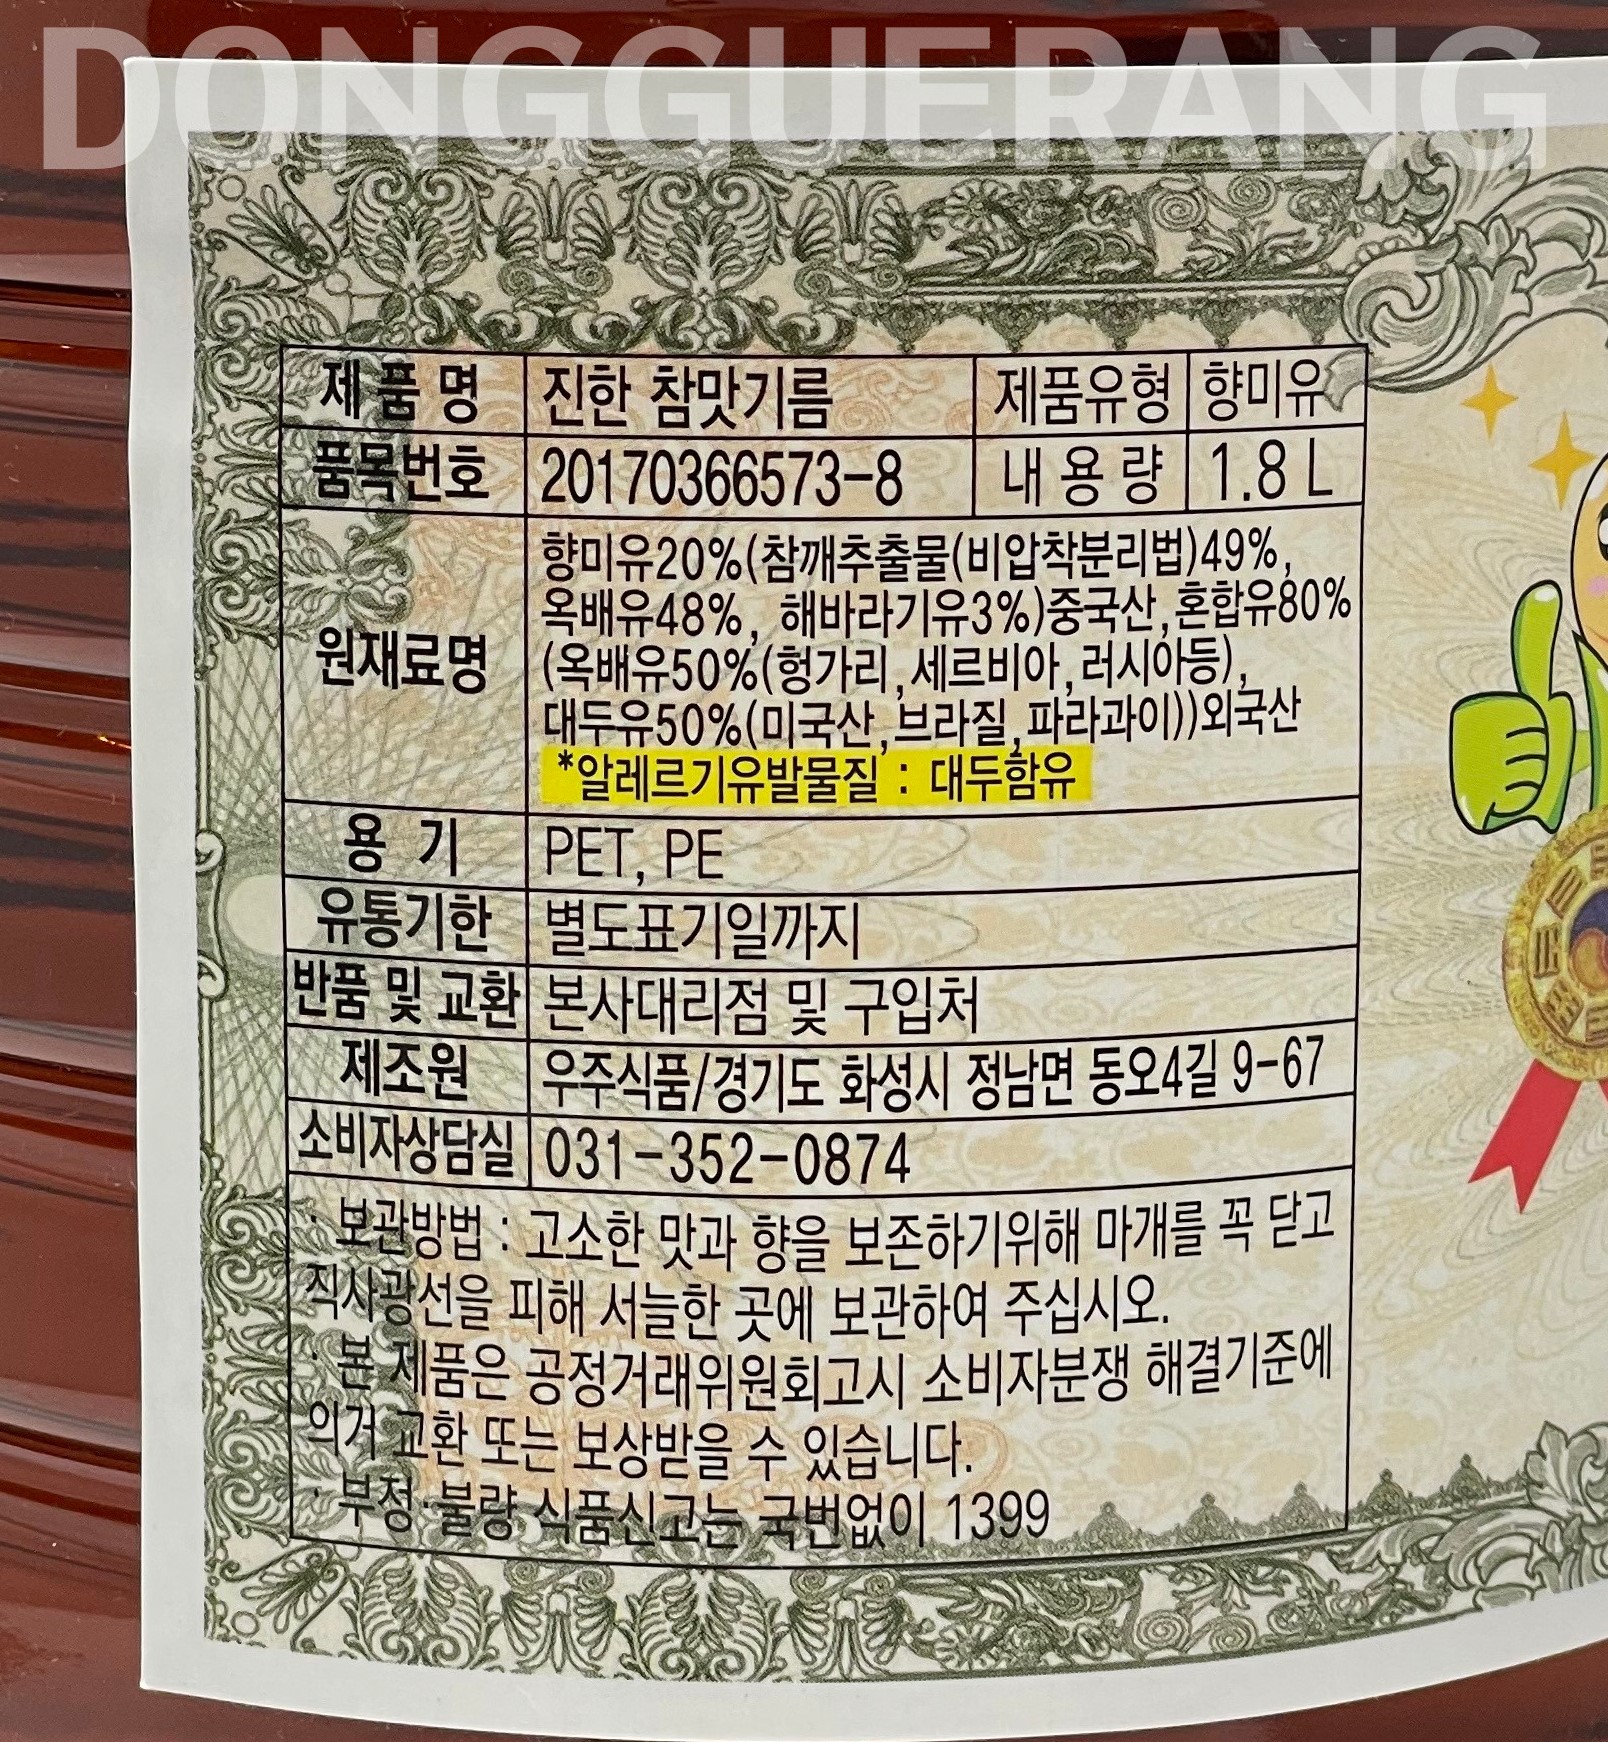 DONGGUERANG
제 품 명 진한 참맛기름 제품유형 향미유
품목번호 20170366573-8 내 용 량 1.8 L
원재료명
향미유20%(참깨추출물(비압착분리법)49%,
옥배유48%, 해바라기유3%)중국산,혼합유80%
(옥배유50%(헝가리,세르비아,러시아등),
대두유50%(미국산,브라질,파라과이))외국산
*알레르기유발물질 : 대두함유
용 기 PET, PE
유통기한 별도표기일까지
반품 및 교환 본사대리점 및 구입처
제조원 우주식품/경기도 화성시 정남면 동오4길 9-67
소비자상담실 031-352-0874
· 보관방법 : 고소한 맛과 향을 보존하기위해 마개를 꼭 닫고
직사광선을 피해 서늘한 곳에 보관하여 주십시오.
· 본 제품은 공정거래위원회고시 소비자분쟁 해결기준에
의거 교환 또는 보상받을 수 있습니다.
· 부정·불량 식품신고는 국번없이 1399